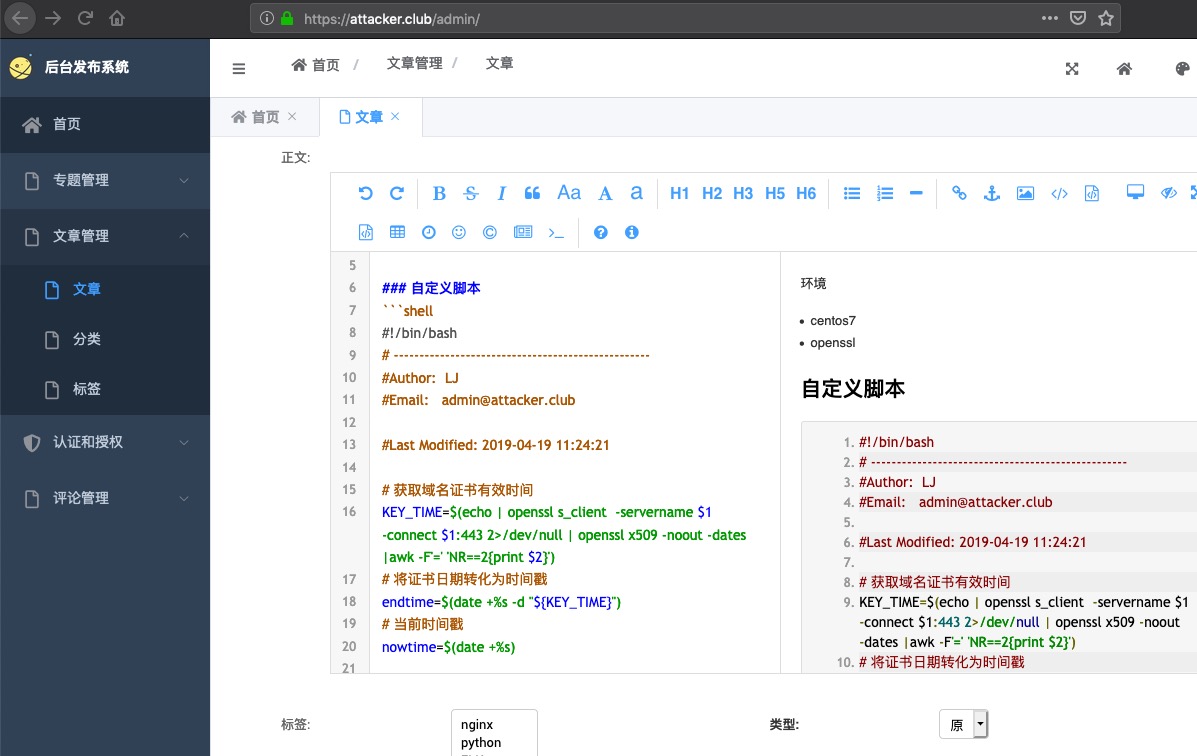 https://attacker.club/admin/
后台发布系统
首页 / 文章管理 / 文章
首页 ×
文章 ×
首页
专题管理
文章管理
文章
分类
标签
认证和授权
评论管理
正文:
B S I Aa A a H1 H2 H3 H5 H6
5
6 ### 自定义脚本
7 ```shell
8 #!/bin/bash
9 # --------------------------------------------------
10 #Author:  LJ
11 #Email:   admin@attacker.club
12
13 #Last Modified: 2019-04-19 11:24:21
14
15 # 获取域名证书有效时间
16 KEY_TIME=$(echo | openssl s_client  -servername $1
-connect $1:443 2>/dev/null | openssl x509 -noout -dates
|awk -F'=' 'NR==2{print $2}')
17 # 将证书日期转化为时间戳
18 endtime=$(date +%s -d "${KEY_TIME}")
19 # 当前时间戳
20 nowtime=$(date +%s)
21
环境
• centos7
• openssl
自定义脚本
1. #!/bin/bash
2. # --------------------------------------------------
3. #Author:  LJ
4. #Email:   admin@attacker.club
5.
6. #Last Modified: 2019-04-19 11:24:21
7.
8. # 获取域名证书有效时间
9. KEY_TIME=$(echo | openssl s_client  -servername $1
-connect $1:443 2>/dev/null | openssl x509 -noout
-dates |awk -F'=' 'NR==2{print $2}')
10. # 将证书日期转化为时间戳
标签:
nginx
python
类型:
原